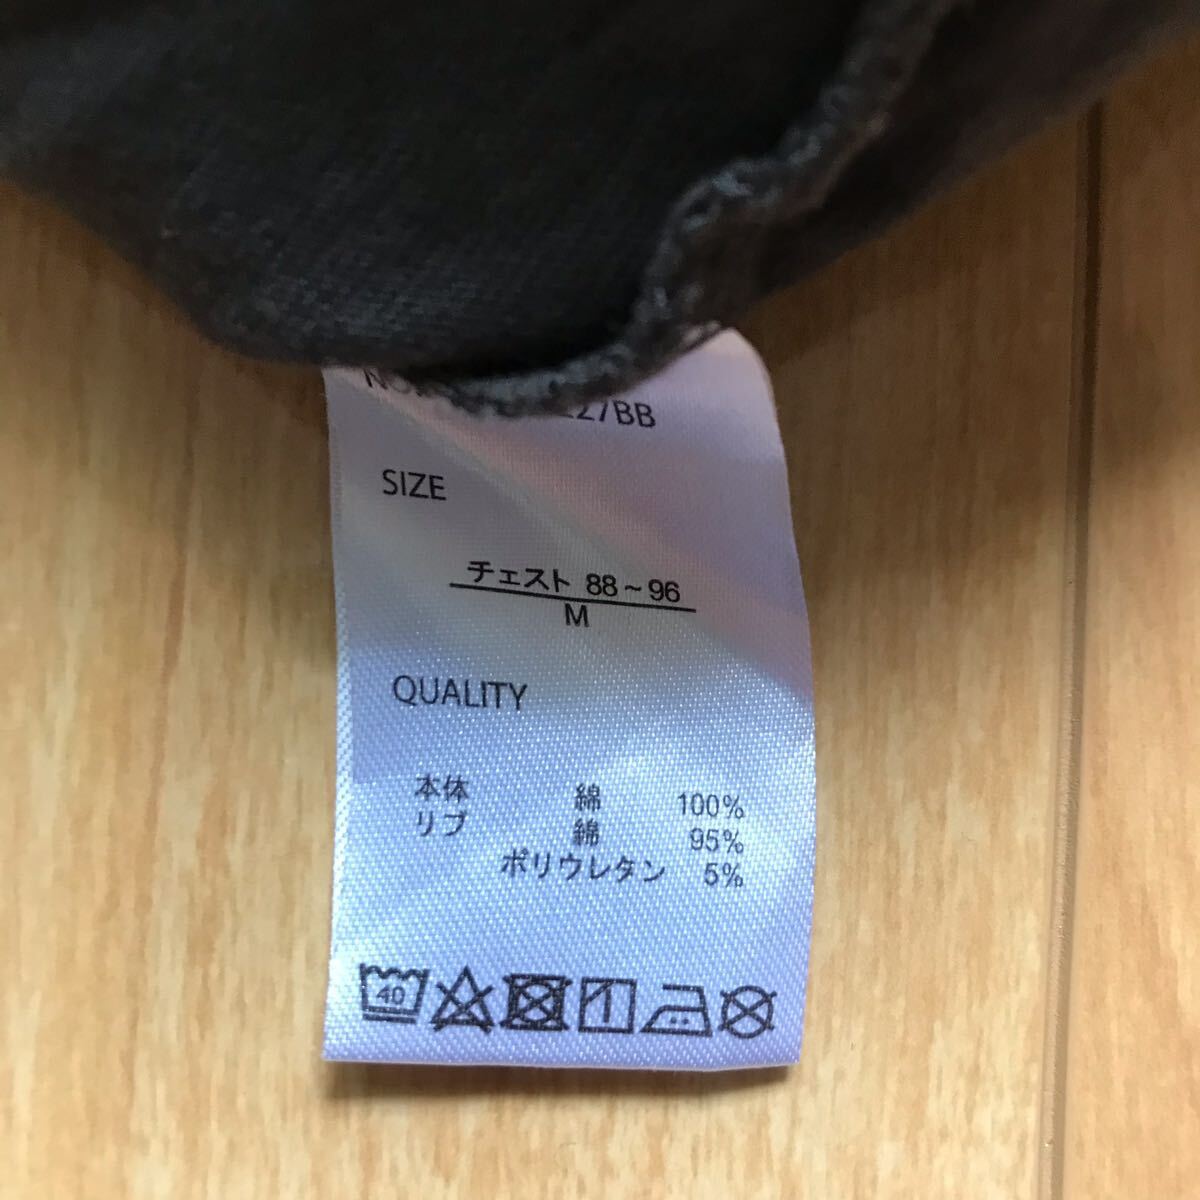 227BB
SIZE
チェスト 88~96
M
QUALITY
本体 綿 100%
リブ 綿 95%
ポリウレタン 5%
40